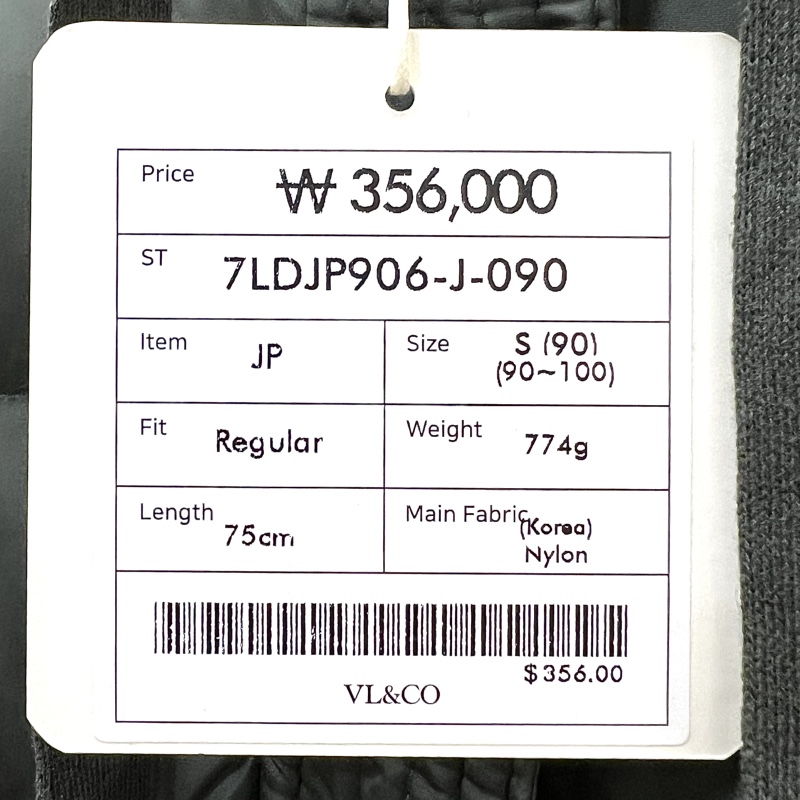 Price ₩ 356,000
ST 7LDJP906-J-090
Item JP
Size S (90)
(90~100)
Fit Regular
Weight 774g
Length 75cm
Main Fabric (Korea)
Nylon
$356.00
VL&CO